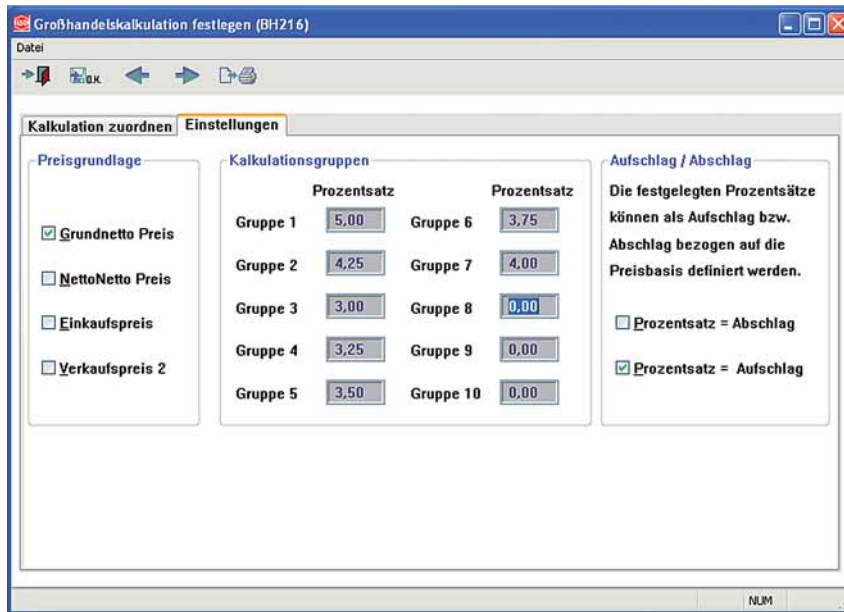 Großhandelskalkulation festlegen (BH216)
Datei
O.K.
Kalkulation zuordnen Einstellungen
Preisgrundlage
Grundnetto Preis
NettoNetto Preis
Einkaufspreis
Verkaufspreis 2
Kalkulationsgruppen
Prozentsatz Prozentsatz
Gruppe 1 5,00 Gruppe 6 3,75
Gruppe 2 4,25 Gruppe 7 4,00
Gruppe 3 3,00 Gruppe 8 0,00
Gruppe 4 3,25 Gruppe 9 0,00
Gruppe 5 3,50 Gruppe 10 0,00
Aufschlag / Abschlag
Die festgelegten Prozentsätze
können als Aufschlag bzw.
Abschlag bezogen auf die
Preisbasis definiert werden.
Prozentsatz = Abschlag
Prozentsatz = Aufschlag
NUM